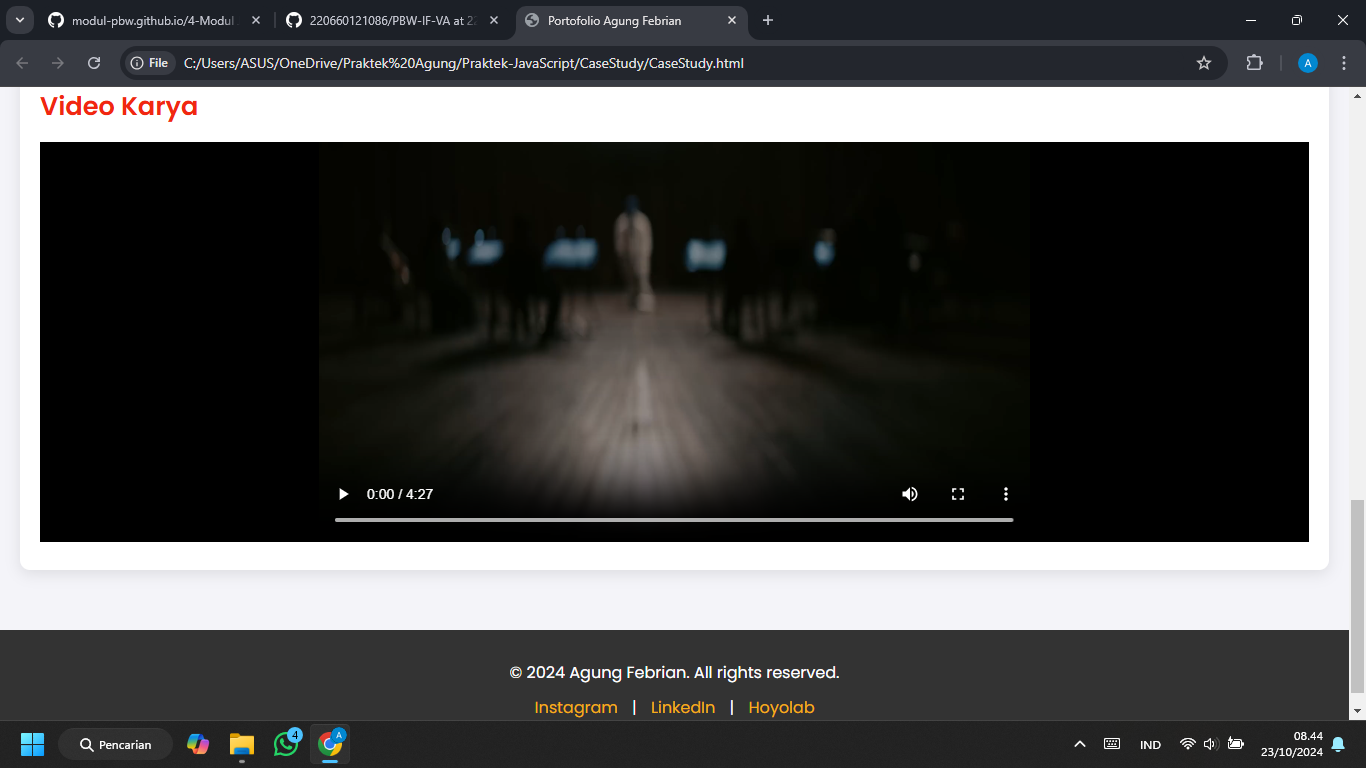 modul-pbw.github.io/4-Modul
220660121086/PBW-IF-VA at 22
Portofolio Agung Febrian
File
C:/Users/ASUS/OneDrive/Praktek%20Agung/Praktek-JavaScript/CaseStudy/CaseStudy.html
A
Video Karya
0:00 / 4:27
© 2024 Agung Febrian. All rights reserved.
Instagram | LinkedIn | Hoyolab
Pencarian
4
A
IND
08.44
23/10/2024